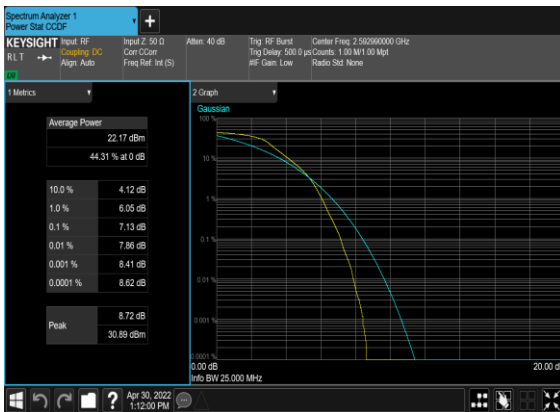 Spectrum Analyzer 1
Power Stat CCDF
+
KEYSIGHT
RLT
LV
Input: RF
Coupling: DC
Align: Auto
Input Z: 50 Ω
Corr CCorr
Freq Ref: Int (S)
Atten: 40 dB
Trig: RF Burst
Trig Delay: 500.0 µs
#IF Gain: Low
Center Freq: 2.592990000 GHz
Counts: 1.00 M/1.00 Mpt
Radio Std: None
1 Metrics
Average Power
22.17 dBm
44.31 % at 0 dB
10.0 % 4.12 dB
1.0 % 6.05 dB
0.1 % 7.13 dB
0.01 % 7.86 dB
0.001 % 8.41 dB
0.0001 % 8.62 dB
Peak
8.72 dB
30.89 dBm
2 Graph
Gaussian
100 %
10 %
1 %
0.1 %
0.01 %
0.001 %
0.0001 %
0.00 dB
20.00 d
Info BW 25.000 MHz
?
Apr 30, 2022
1:12:00 PM